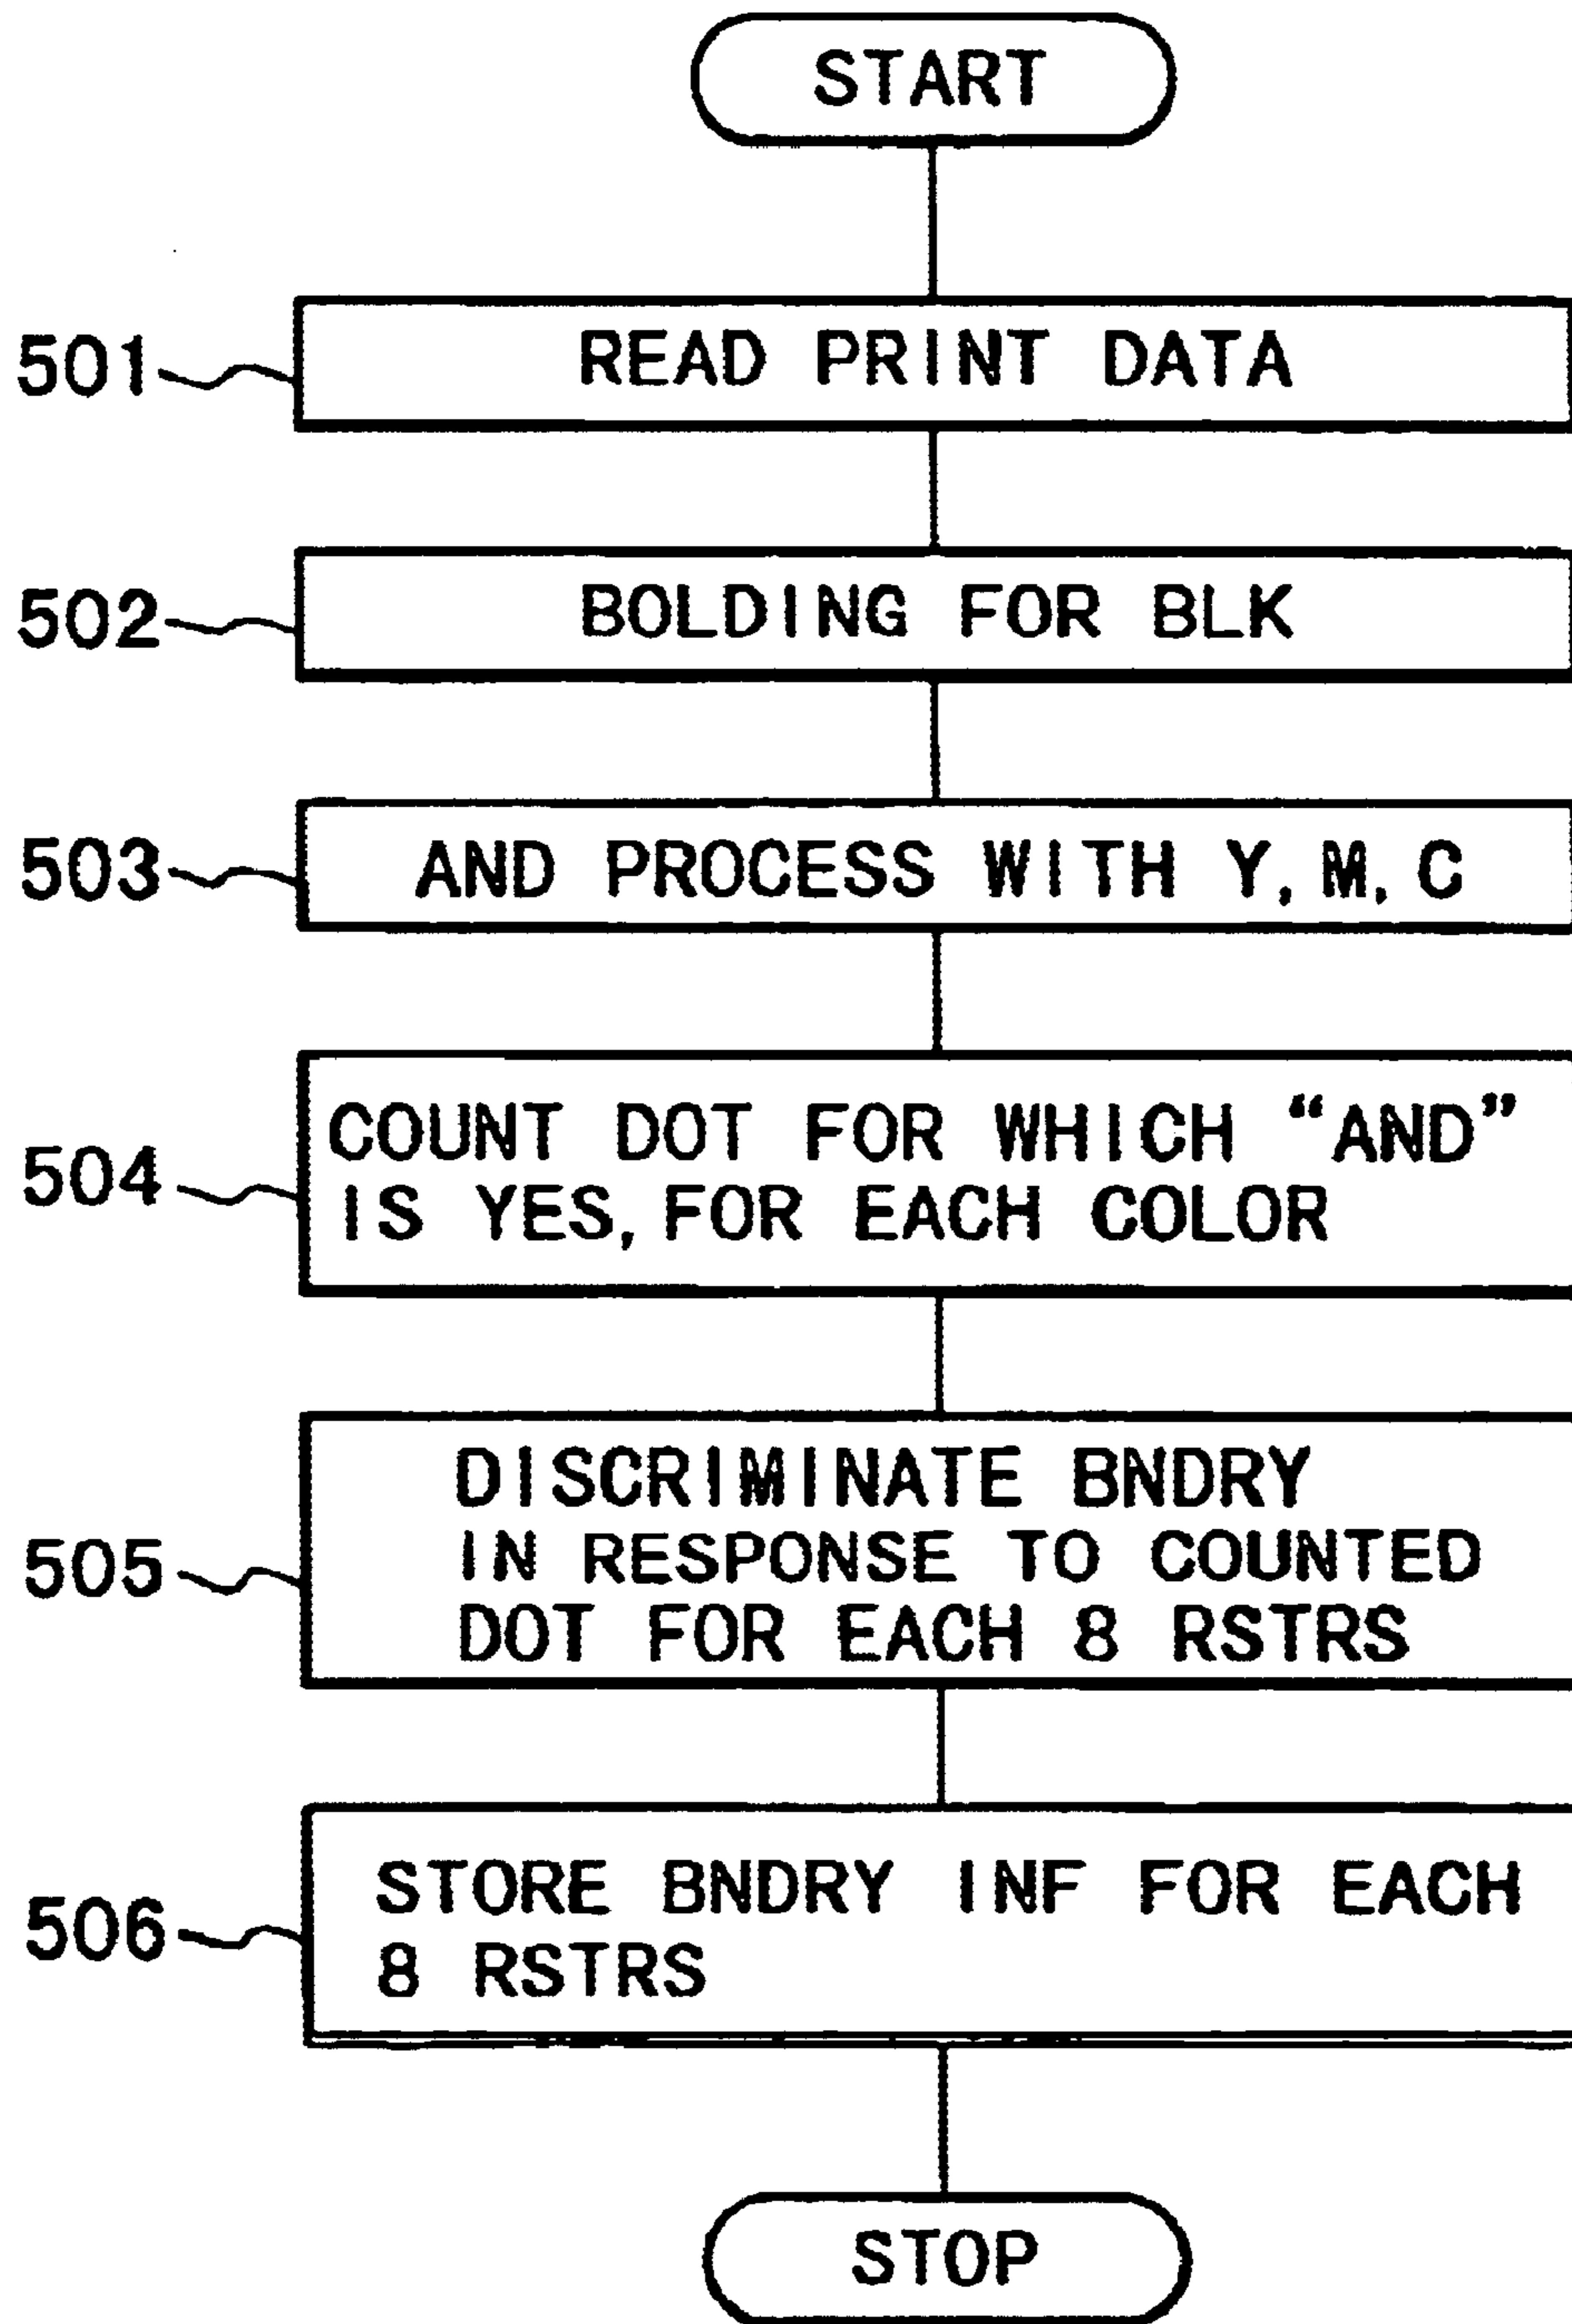 START
501
READ PRINT DATA
502
BOLDING FOR BLK
503
AND PROCESS WITH Y, M, C
504
COUNT DOT FOR WHICH “AND”
IS YES, FOR EACH COLOR
505
DISCRIMINATE BNDRY
IN RESPONSE TO COUNTED
DOT FOR EACH 8 RSTRS
506
STORE BNDRY INF FOR EACH
8 RSTRS
STOP